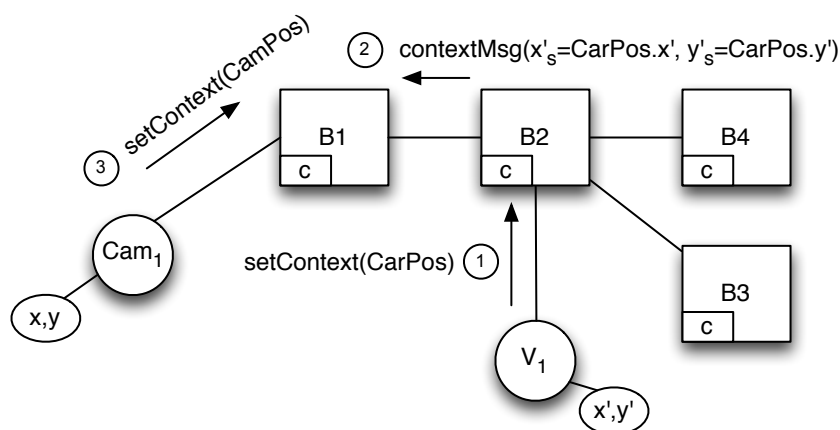 2 contextMsg(x's=CarPos.x', y's=CarPos.y')
3 setContext(CamPos)
B1
c
B2
c
B4
c
Cam1
x,y
setContext(CarPos) 1
B3
c
V1
x',y'